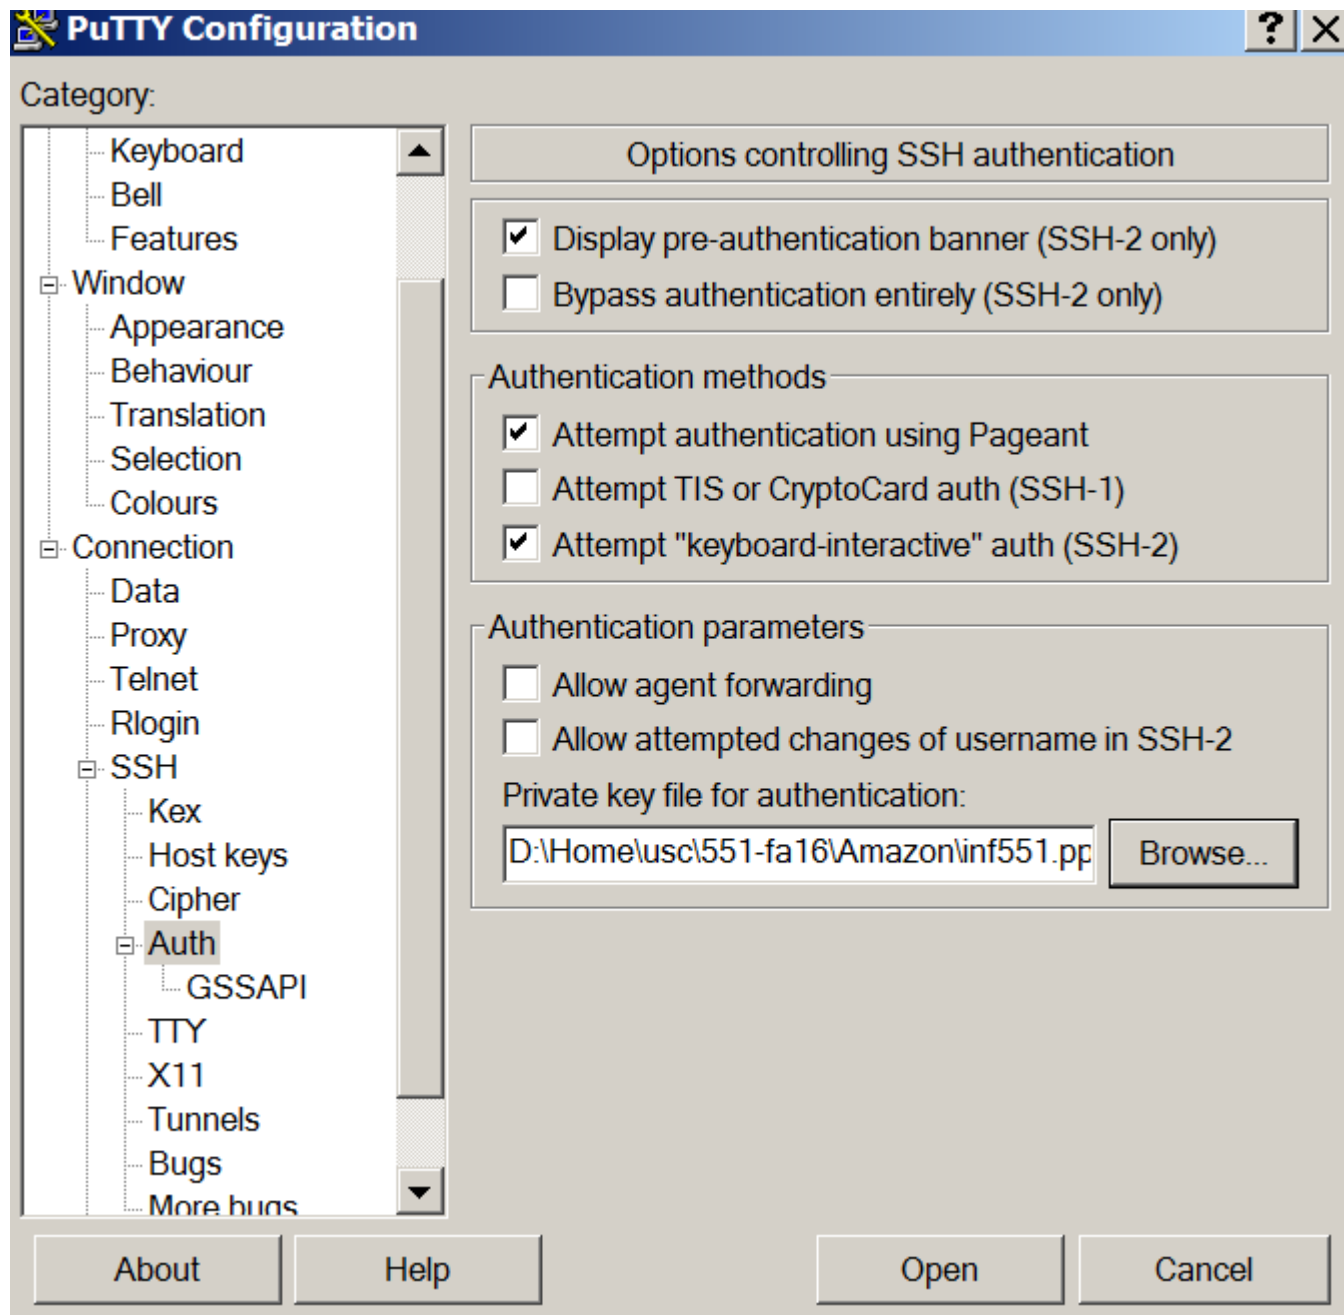 PuTTY Configuration
Category:
Keyboard
Bell
Features
Window
Appearance
Behaviour
Translation
Selection
Colours
Connection
Data
Proxy
Telnet
Rlogin
SSH
Kex
Host keys
Cipher
Auth
GSSAPI
TTY
X11
Tunnels
Bugs
More bugs
Options controlling SSH authentication
Display pre-authentication banner (SSH-2 only)
Bypass authentication entirely (SSH-2 only)
Authentication methods
Attempt authentication using Pageant
Attempt TIS or CryptoCard auth (SSH-1)
Attempt "keyboard-interactive" auth (SSH-2)
Authentication parameters
Allow agent forwarding
Allow attempted changes of username in SSH-2
Private key file for authentication:
D:\Home\usc\551-fa16\Amazon\inf551.pp
Browse...
About
Help
Open
Cancel